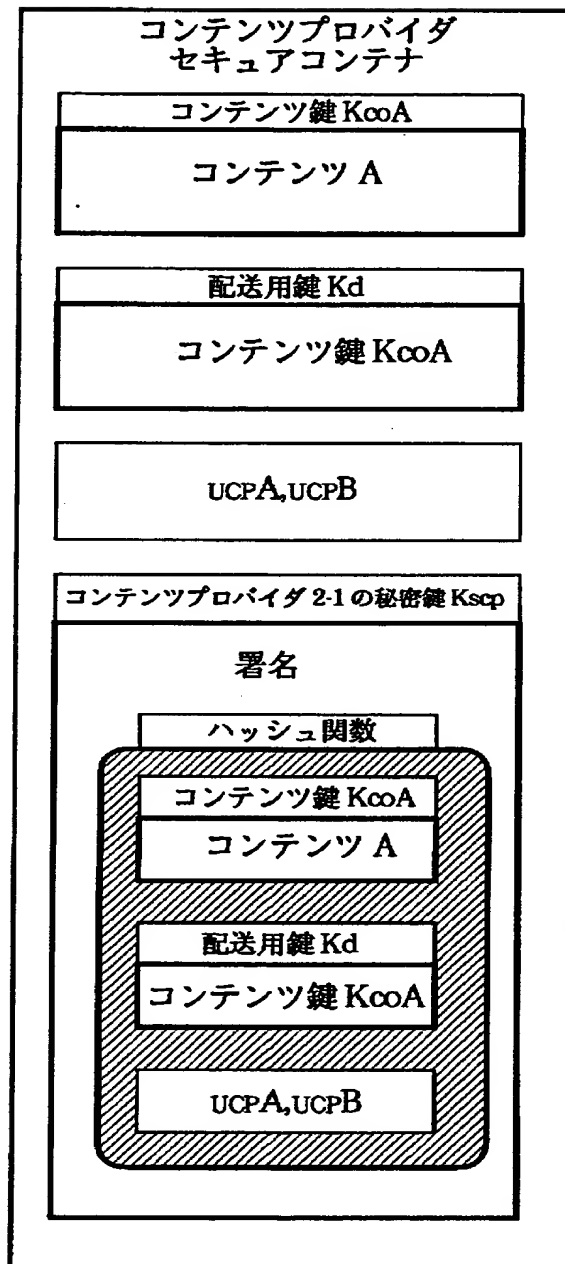 コンテンツプロバイダ
セキュアコンテナ
コンテンツ鍵 KcoA
コンテンツ A
配送用鍵 Kd
コンテンツ鍵 KcoA
UCPA,UCPB
コンテンツプロバイダ 2-1 の秘密鍵 Kscp
署名
ハッシュ関数
コンテンツ鍵 KcoA
コンテンツ A
配送用鍵 Kd
コンテンツ鍵 KcoA
UCPA,UCPB